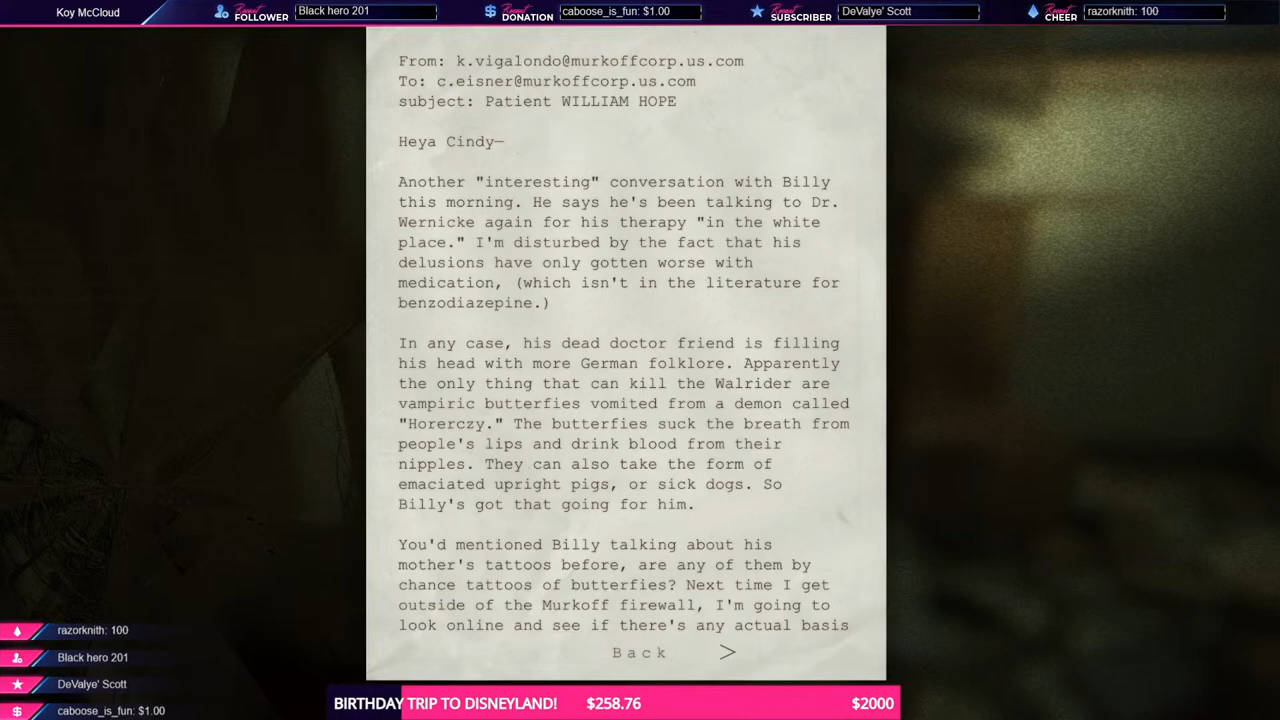 Koy McCloud
Recent FOLLOWER Black hero 201
Recent DONATION caboose_is_fun: $1.00
Recent SUBSCRIBER DeValye' Scott
Recent CHEER razorknith: 100
From: k.vigalondo@murkoffcorp.us.com
To: c.eisner@murkoffcorp.us.com
subject: Patient WILLIAM HOPE
Heya Cindy—
Another "interesting" conversation with Billy
this morning. He says he's been talking to Dr.
Wernicke again for his therapy "in the white
place." I'm disturbed by the fact that his
delusions have only gotten worse with
medication, (which isn't in the literature for
benzodiazepine.)
In any case, his dead doctor friend is filling
his head with more German folklore. Apparently
the only thing that can kill the Walrider are
vampiric butterfies vomited from a demon called
"Horerczy." The butterfies suck the breath from
people's lips and drink blood from their
nipples. They can also take the form of
emaciated upright pigs, or sick dogs. So
Billy's got that going for him.
You'd mentioned Billy talking about his
mother's tattoos before, are any of them by
chance tattoos of butterfies? Next time I get
outside of the Murkoff firewall, I'm going to
look online and see if there's any actual basis
Back >
razorknith: 100
Black hero 201
DeValye' Scott
caboose_is_fun: $1.00
BIRTHDAY TRIP TO DISNEYLAND! $258.76 $2000